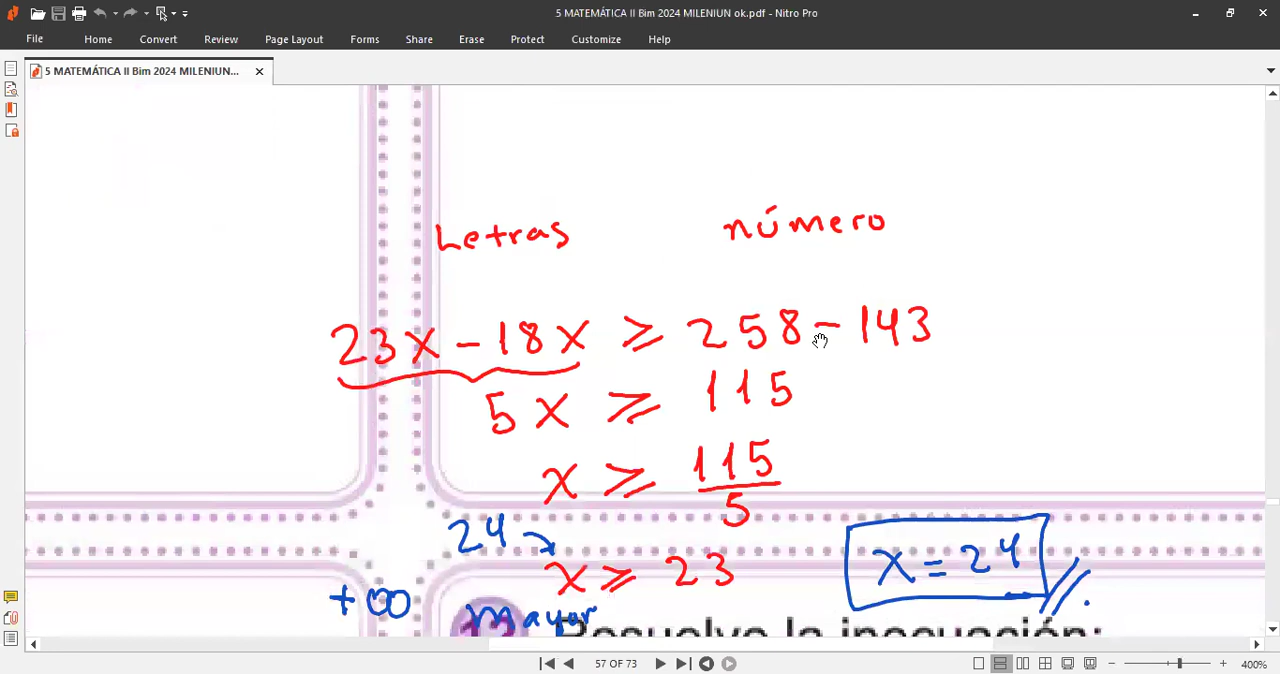 5 MATEMÁTICA II Bim 2024 MILENIUN ok.pdf - Nitro Pro
File Home Convert Review Page Layout Forms Share Erase Protect Customize Help
5 MATEMÁTICA II Bim 2024 MILENIUN...
Letras número
23x - 18x ≥ 258 - 143
5x ≥ 115
x ≥ 115/5
24
x ≥ 23
x = 24
+∞
mayor
Resuelve la inecuación:
57 OF 73
400%